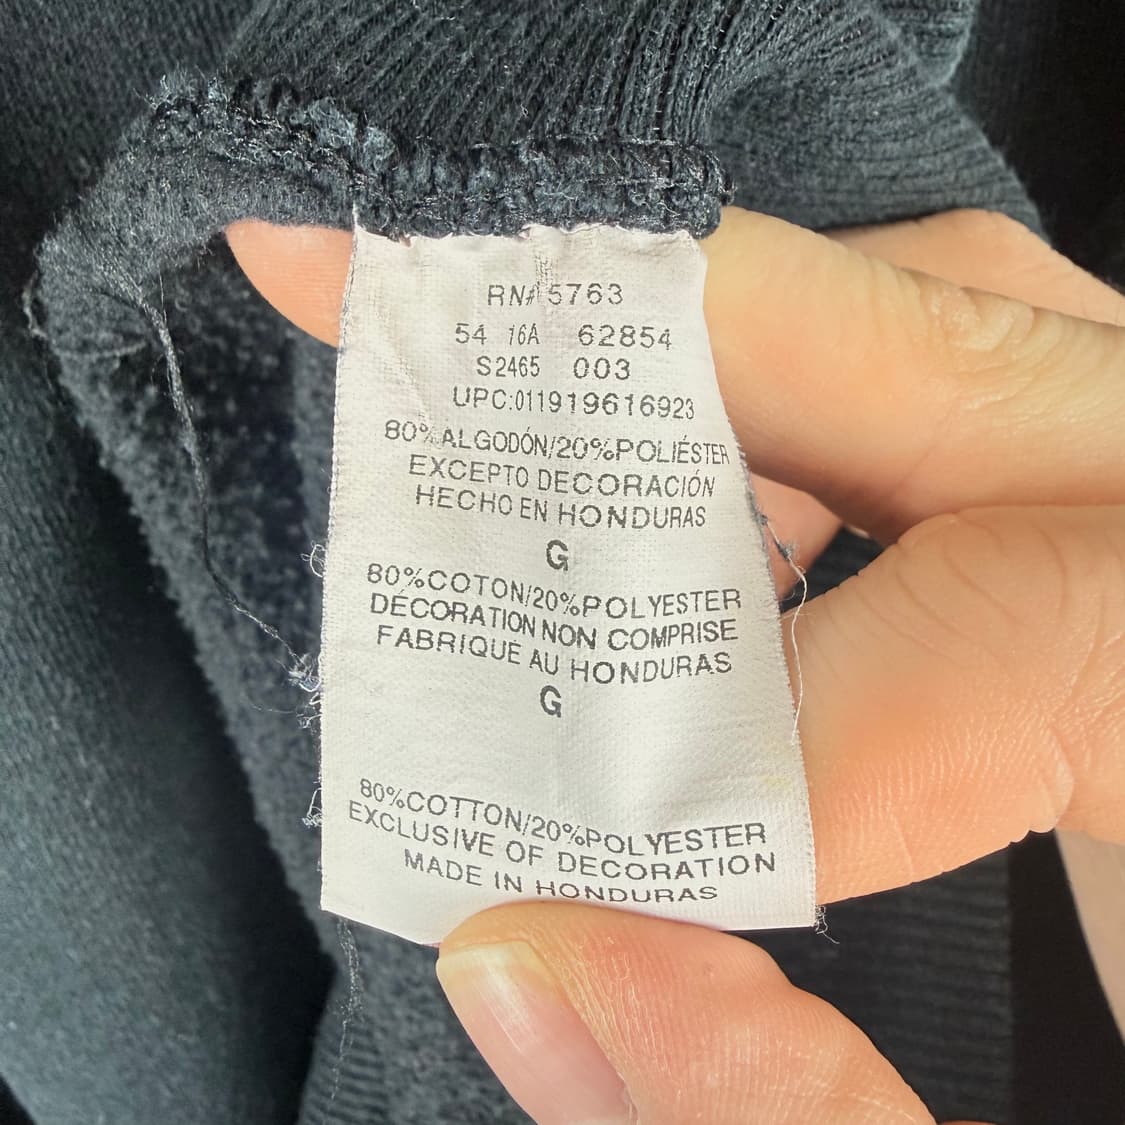 RN# 5763
54 16A 62854
S2465 003
UPC:011919616923
80%ALGODÓN/20%POLIÉSTER
EXCEPTO DECORACIÓN
HECHO EN HONDURAS
G
80%COTON/20%POLYESTER
DÉCORATION NON COMPRISE
FABRIQUE AU HONDURAS
G
80%COTTON/20%POLYESTER
EXCLUSIVE OF DECORATION
MADE IN HONDURAS